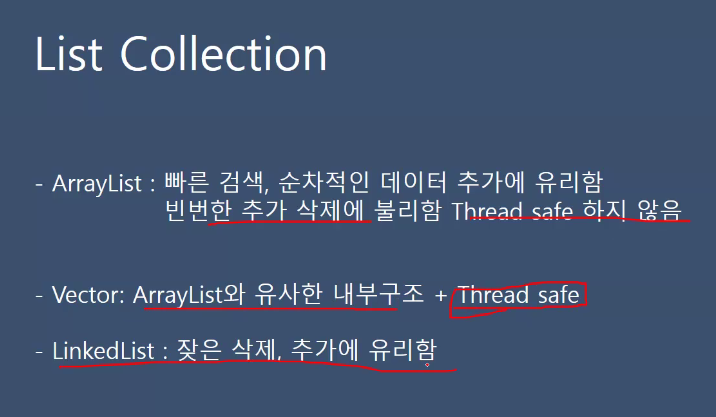 List Collection
- ArrayList : 빠른 검색, 순차적인 데이터 추가에 유리함
빈번한 추가 삭제에 불리함 Thread safe 하지 않음
- Vector: ArrayList와 유사한 내부구조 + Thread safe
- LinkedList : 잦은 삭제, 추가에 유리함